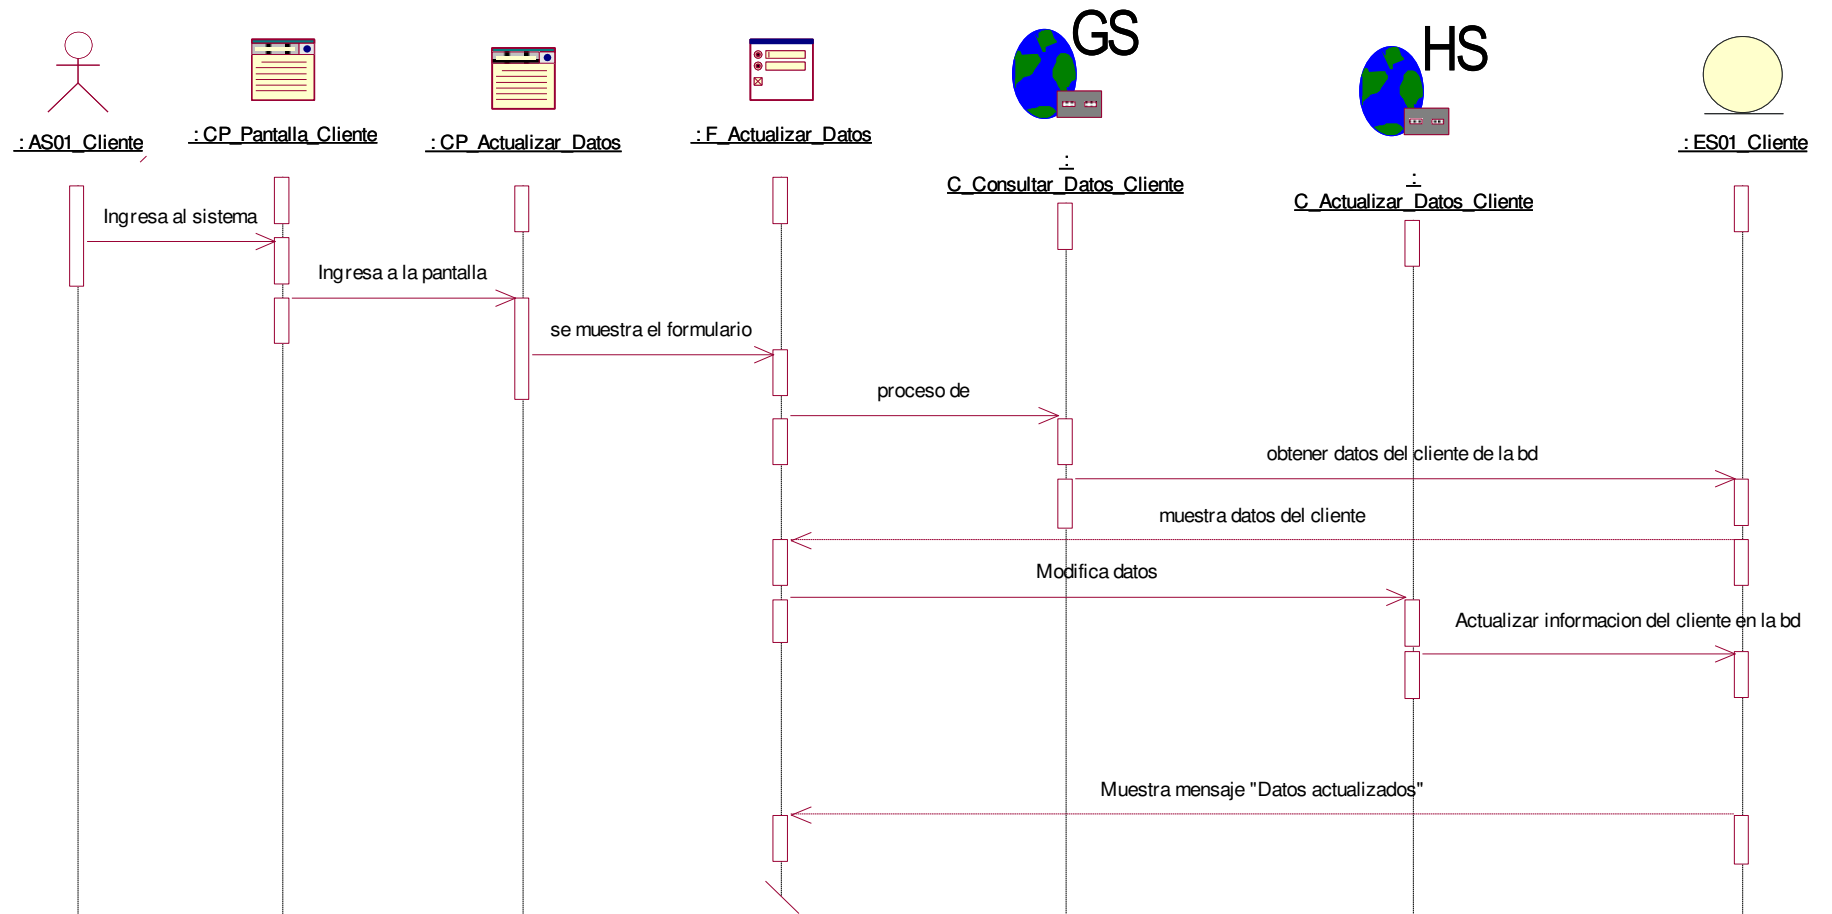 GS
HS
: AS01_Cliente
: CP_Pantalla_Cliente
: CP_Actualizar_Datos
: F_Actualizar_Datos
:
C_Consultar_Datos_Cliente
:
C_Actualizar_Datos_Cliente
: ES01_Cliente
Ingresa al sistema
Ingresa a la pantalla
se muestra el formulario
proceso de
obtener datos del cliente de la bd
muestra datos del cliente
Modifica datos
Actualizar informacion del cliente en la bd
Muestra mensaje "Datos actualizados"